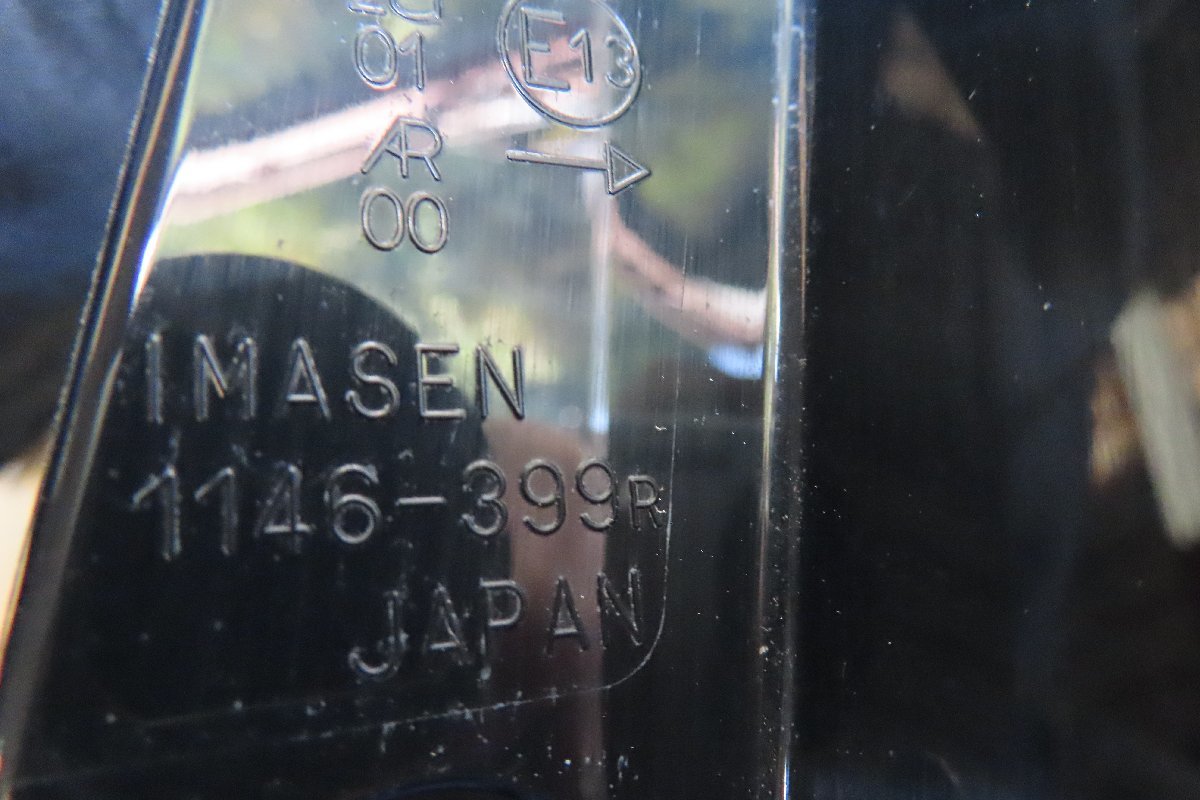 01
E13
AR
00
IMASEN
1146-399R
JAPAN